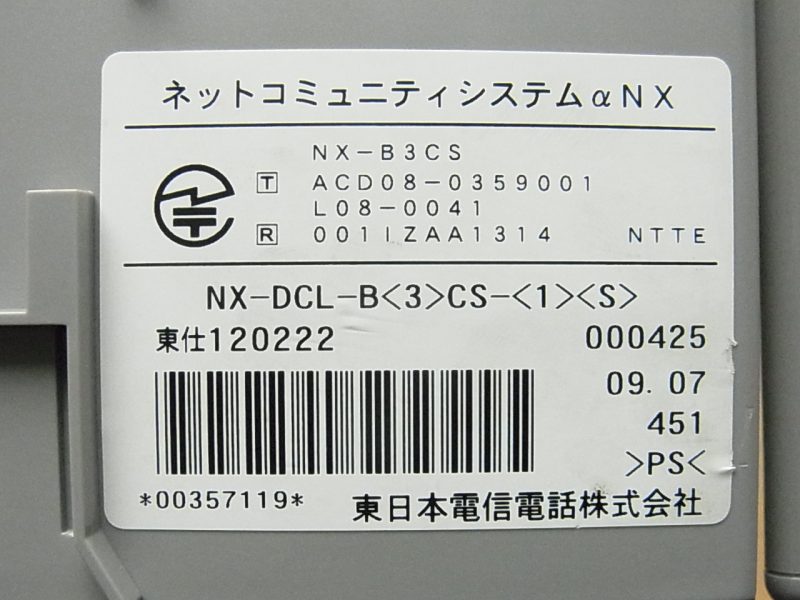 ネットコミュニティシステムαNX
NX-B3CS
T ACD08-0359001
L08-0041
R 001IZAA1314 NTTE
NX-DCL-B<3>CS-<1><S>
東仕120222 000425
09. 07
451
>PS<
*00357119* 東日本電信電話株式会社